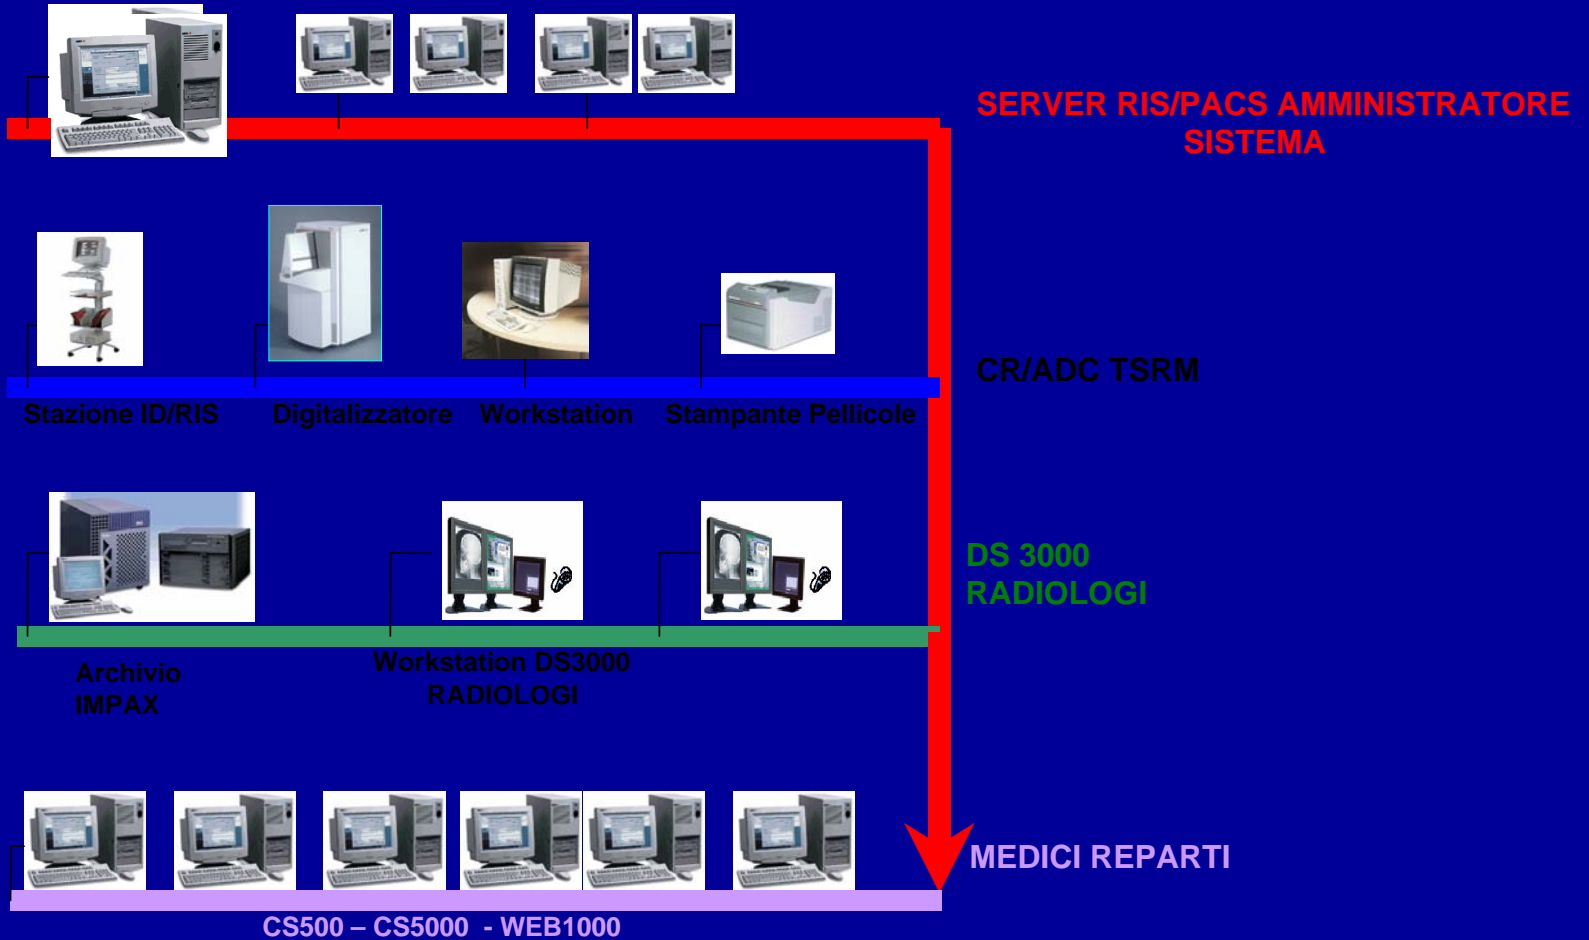 SERVER RIS/PACS AMMINISTRATORE
SISTEMA
CR/ADC TSRM
Stazione ID/RIS
Digitalizzatore
Workstation
Stampante Pellicole
DS 3000
RADIOLOGI
Archivio
IMPAX
Workstation DS3000
RADIOLOGI
MEDICI REPARTI
CS500 – CS5000 - WEB1000